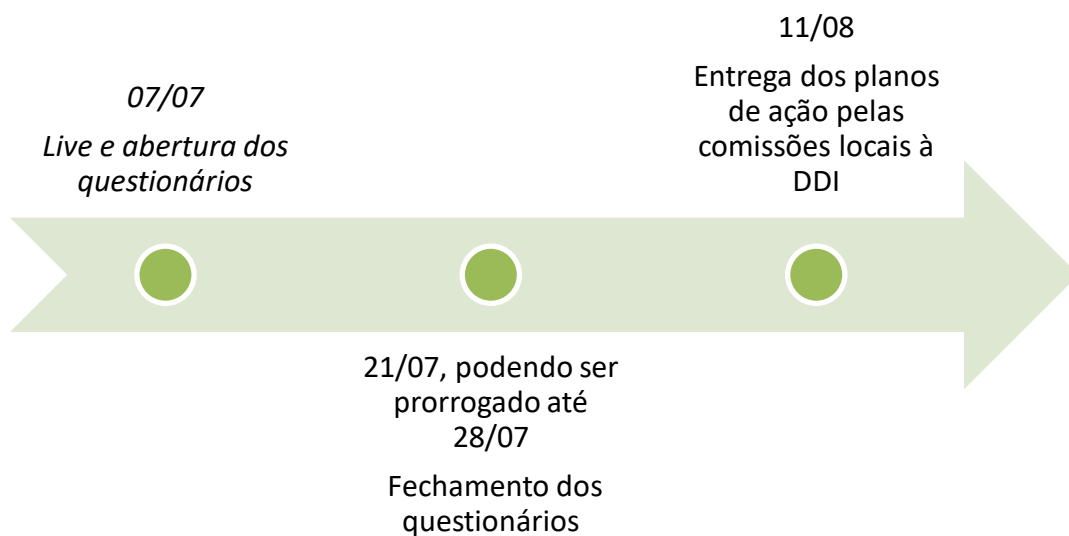 07/07
Live e abertura dos
questionários
21/07, podendo ser
prorrogado até
28/07
Fechamento dos
questionários
11/08
Entrega dos planos
de ação pelas
comissões locais à
DDI